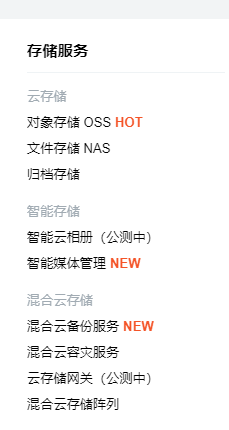 存储服务
云存储
对象存储 OSS HOT
文件存储 NAS
归档存储
智能存储
智能云相册（公测中）
智能媒体管理 NEW
混合云存储
混合云备份服务 NEW
混合云容灾服务
云存储网关（公测中）
混合云存储阵列